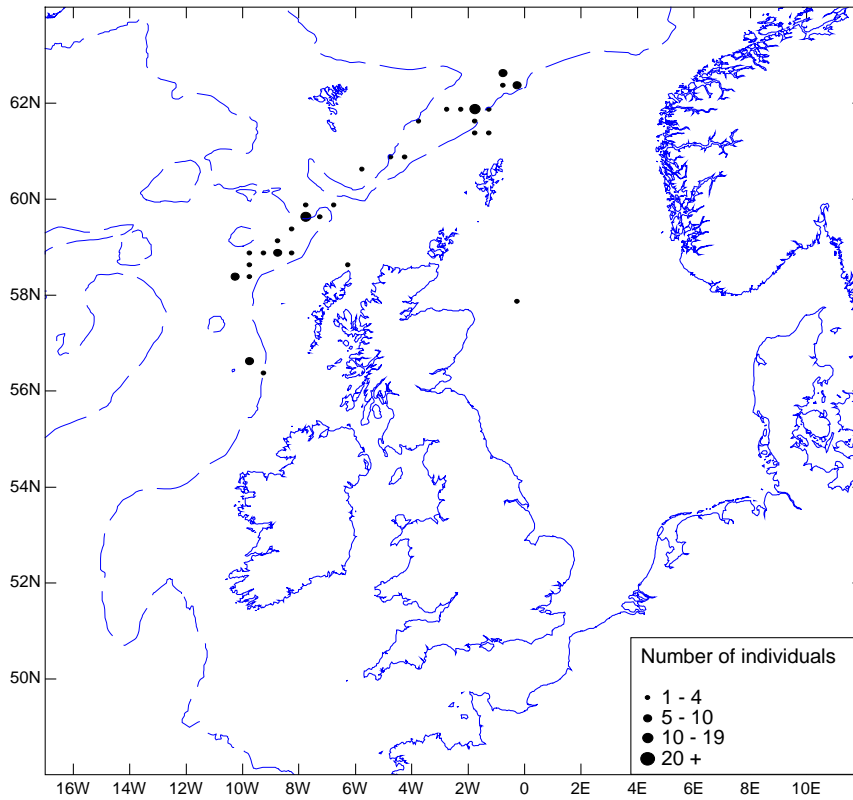 62N
60N
58N
56N
54N
52N
50N
Number of individuals
1 - 4
5 - 10
10 - 19
20 +
16W 14W 12W 10W 8W 6W 4W 2W 0 2E 4E 6E 8E 10E